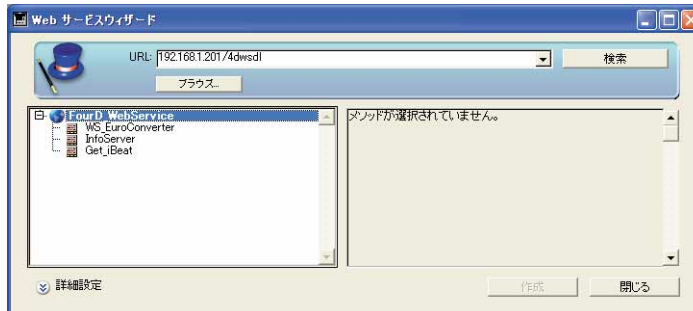 Web サービスウィザード
URL: 192.168.1.201/4dwsdl
検索
ブラウズ...
FourD_WebService
WS_EuroConverter
InfoServer
Get_iBeat
メソッドが選択されていません。
詳細設定
作成
閉じる